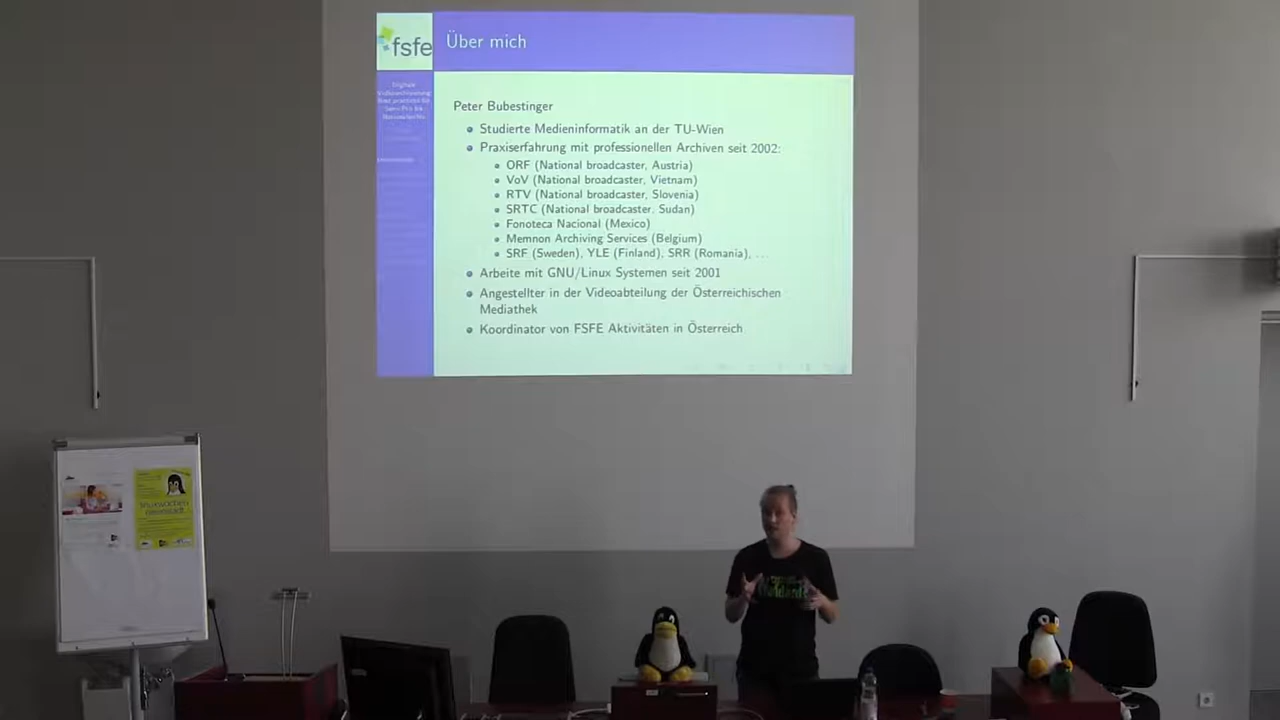 fsfe
Über mich
Peter Bubestinger
Studierte Medieninformatik an der TU-Wien
Praxiserfahrung mit professionellen Archiven seit 2002:
ORF (National broadcaster, Austria)
VoV (National broadcaster, Vietnam)
RTV (National broadcaster, Slovenia)
SRTC (National broadcaster, Sudan)
Fonoteca Nacional (Mexico)
Memnon Archiving Services (Belgium)
SRF (Sweden), YLE (Finland), SRR (Romania), ...
Arbeite mit GNU/Linux Systemen seit 2001
Angestellter in der Videoabteilung der Österreichischen
Mediathek
Koordinator von FSFE Aktivitäten in Österreich